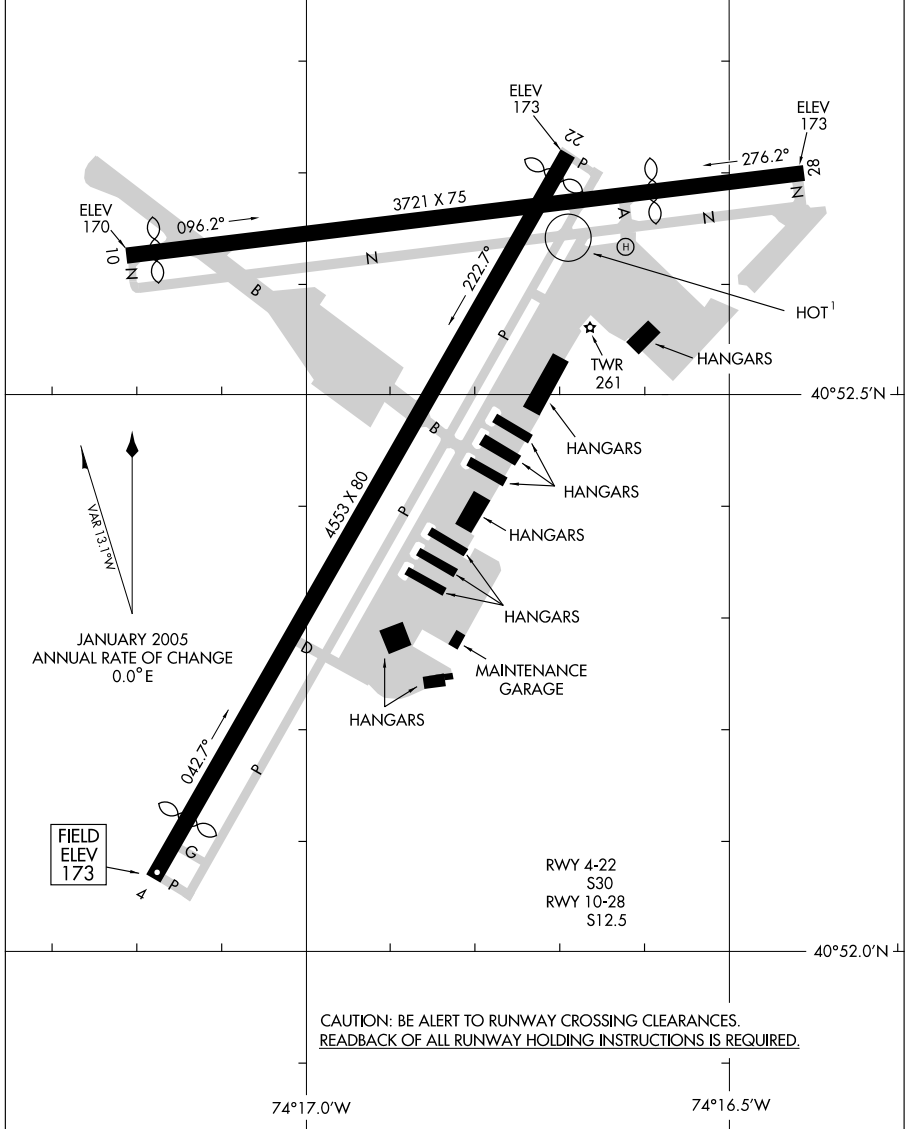 ELEV
173
22
P
ELEV
173
276.2°
28
N
3721 X 75
A
N
ELEV
170
096.2°
10
N
N
H
222.7°
B
HOT1
P
TWR
261
HANGARS
40°52.5'N
B
HANGARS
HANGARS
4553 X 80
P
HANGARS
VAR 13.1°W
HANGARS
JANUARY 2005
ANNUAL RATE OF CHANGE
0.0° E
D
MAINTENANCE
GARAGE
HANGARS
042.7°
P
FIELD
ELEV
173
G
4
P
RWY 4-22
S30
RWY 10-28
S12.5
40°52.0'N
CAUTION: BE ALERT TO RUNWAY CROSSING CLEARANCES.
READBACK OF ALL RUNWAY HOLDING INSTRUCTIONS IS REQUIRED.
74°17.0'W
74°16.5'W